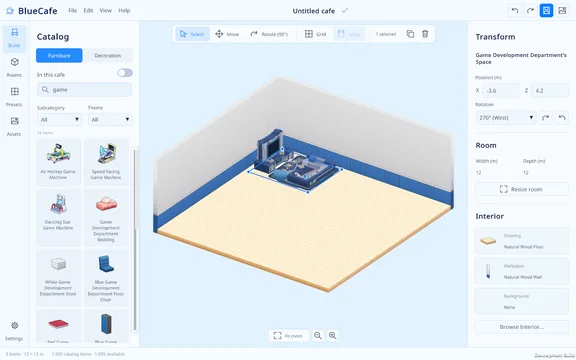 BlueCafe
File Edit View Help
Untitled cafe
Build
Rooms
Presets
Assets
Settings
Catalog
Furniture
Decoration
In this cafe
game
Subcategory
Theme
All
All
Air Hockey Game Machine
Speed Racing Game Machine
Dancing Star Game Machine
Game Development Department Bedding
White Game Development Department Stool
Blue Game Development Department Floor Chair
Select
Move
Rotate (90°)
Grid
1 selected
Fit room
Transform
Game Development Department's
Space
Position (m)
X -3.6
Z 4.2
Rotation
270° (West)
Room
Width (m)
Depth (m)
12
12
Resize room
Interior
Flooring
Natural Wood Floor
Wallpaper
Natural Wood Wall
Background
None
Browse Interior...
Development Build